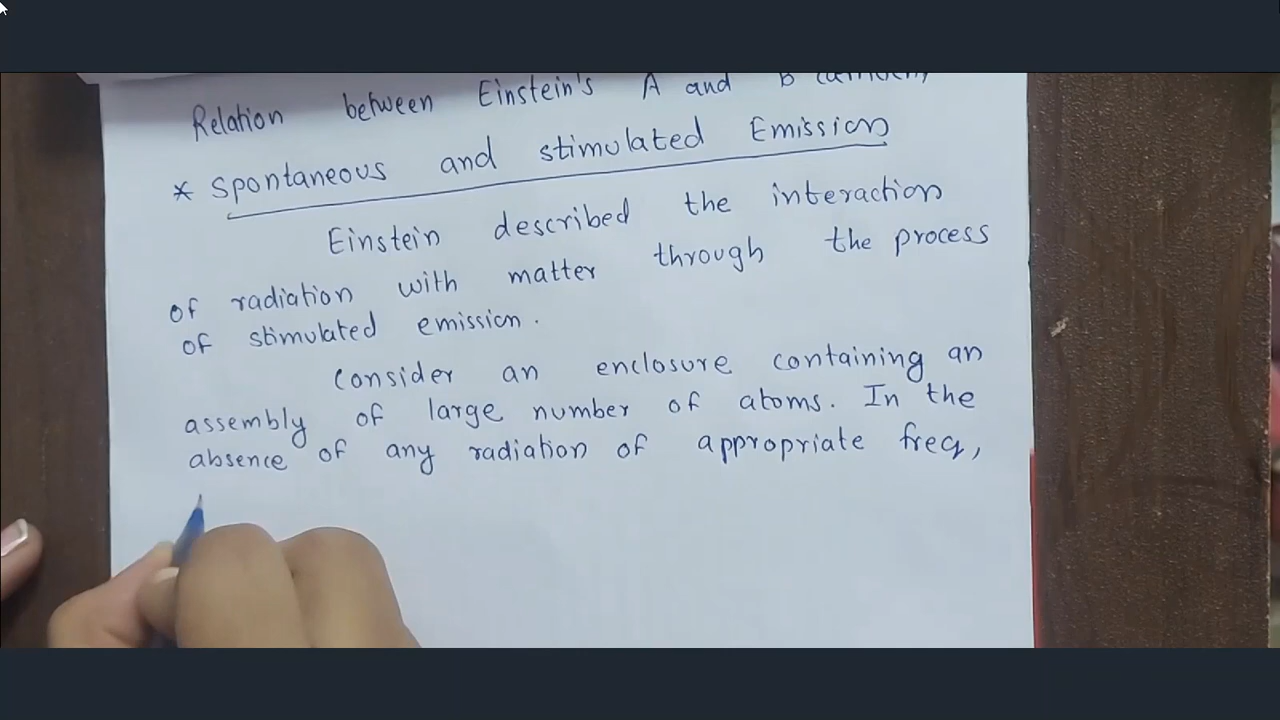 Relation between Einstein's A and B
* Spontaneous and stimulated Emission
Einstein described the interaction
of radiation with matter through the process
of stimulated emission.
Consider an enclosure containing an
assembly of large number of atoms. In the
absence of any radiation of appropriate freq,